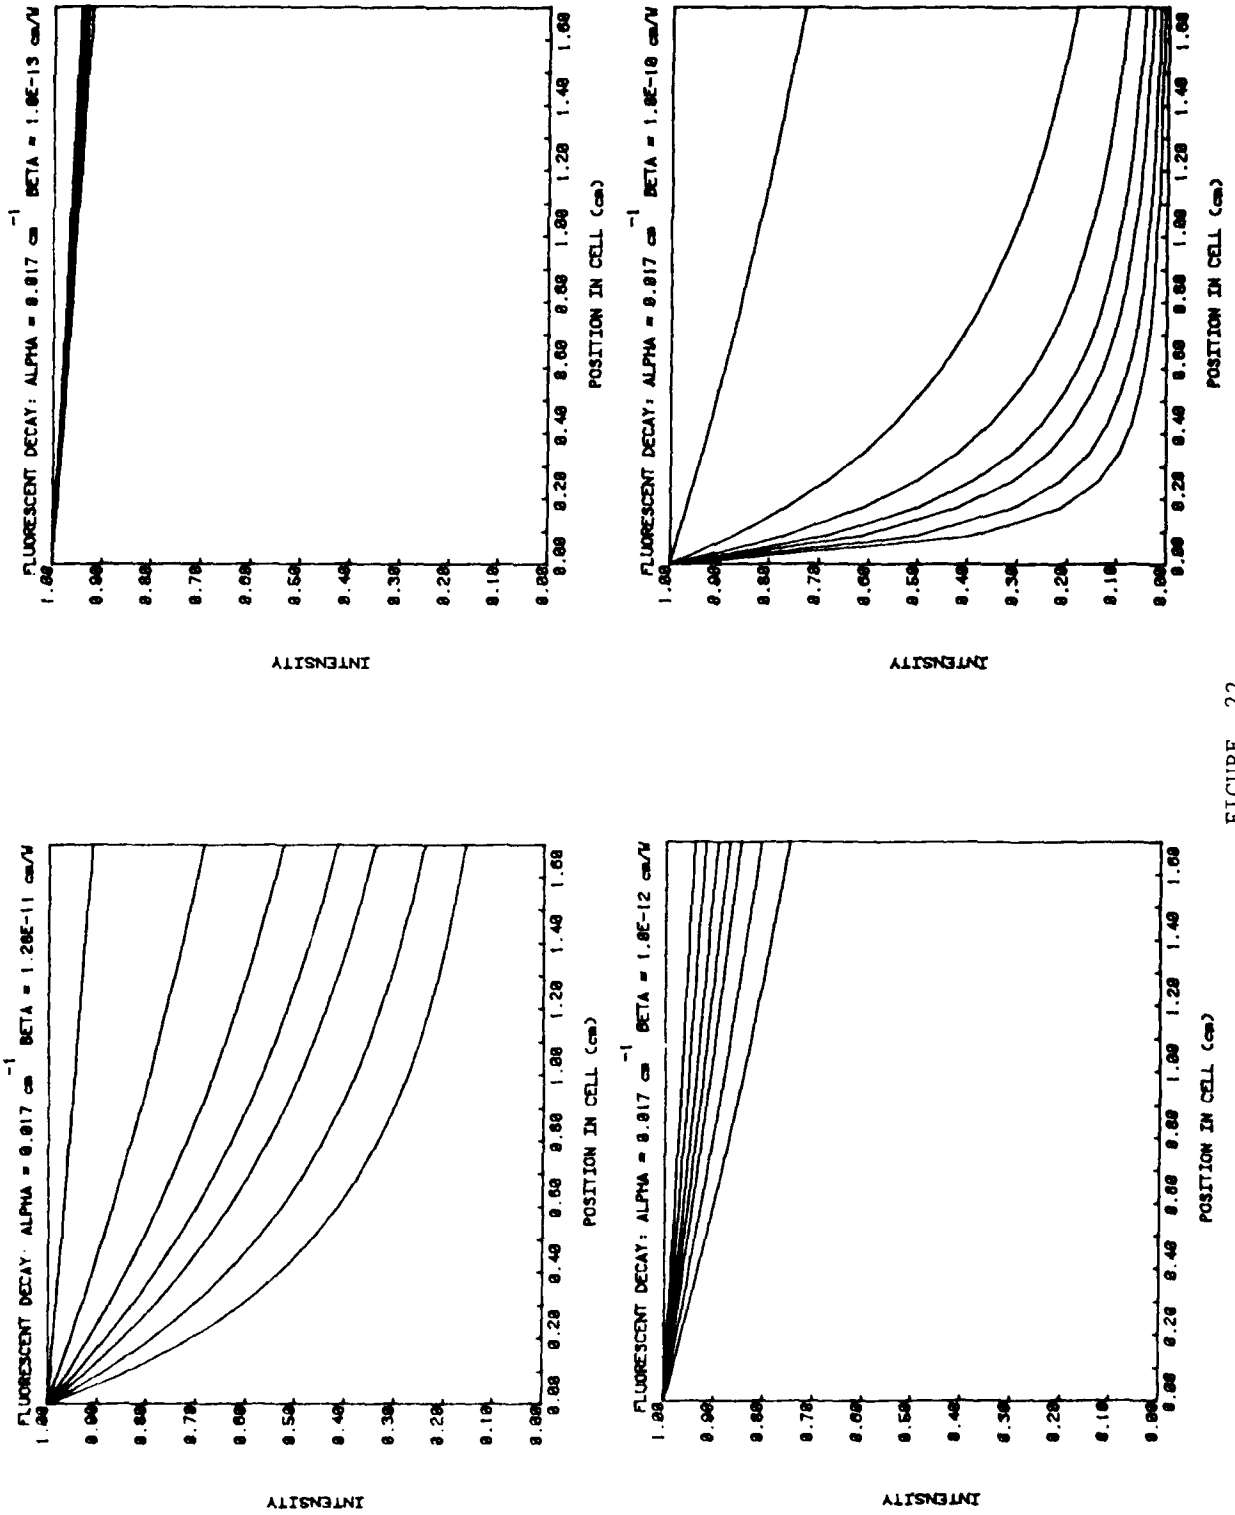 FLUORESCENT DECAY: ALPHA = 0.017 cm -1 BETA = 1.20E-11 cm/W
1.00
0.90
0.80
0.70
0.60
0.50
0.40
0.30
0.20
0.10
0.00
INTENSITY
0.00 0.20 0.40 0.60 0.80 1.00 1.20 1.40 1.60
POSITION IN CELL (cm)
FLUORESCENT DECAY: ALPHA = 0.017 cm -1 BETA = 1.0E-13 cm/W
1.00
0.90
0.80
0.70
0.60
0.50
0.40
0.30
0.20
0.10
0.00
INTENSITY
0.00 0.20 0.40 0.60 0.80 1.00 1.20 1.40 1.60
POSITION IN CELL (cm)
FLUORESCENT DECAY: ALPHA = 0.017 cm -1 BETA = 1.0E-12 cm/W
1.00
0.90
0.80
0.70
0.60
0.50
0.40
0.30
0.20
0.10
0.00
INTENSITY
0.00 0.20 0.40 0.60 0.80 1.00 1.20 1.40 1.60
POSITION IN CELL (cm)
FLUORESCENT DECAY: ALPHA = 0.017 cm -1 BETA = 1.0E-10 cm/W
1.00
0.90
0.80
0.70
0.60
0.50
0.40
0.30
0.20
0.10
0.00
INTENSITY
0.00 0.20 0.40 0.60 0.80 1.00 1.20 1.40 1.60
POSITION IN CELL (cm)
FIGURE 22